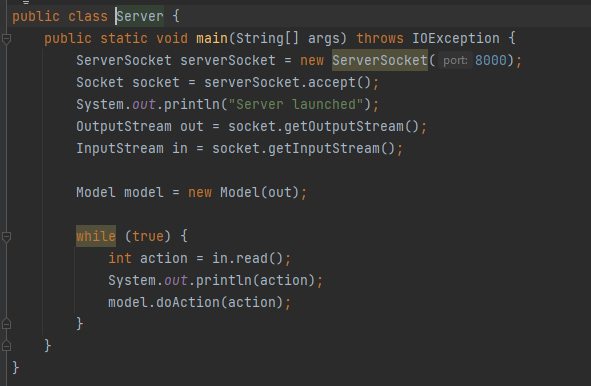 public class Server {
public static void main(String[] args) throws IOException {
ServerSocket serverSocket = new ServerSocket( port: 8000);
Socket socket = serverSocket.accept();
System.out.println("Server launched");
OutputStream out = socket.getOutputStream();
InputStream in = socket.getInputStream();
Model model = new Model(out);
while (true) {
int action = in.read();
System.out.println(action);
model.doAction(action);
}
}
}